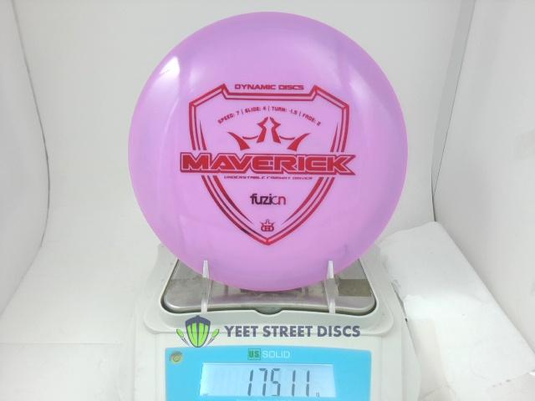 DYNAMIC DISCS
SPEED: 7 | GLIDE: 4 | TURN: -1.5 | FADE: 2
MAVERICK
UNDERSTABLE FAIRWAY DRIVER
fuzion
YEET STREET DISCS
U.S. SOLID
175.11 g